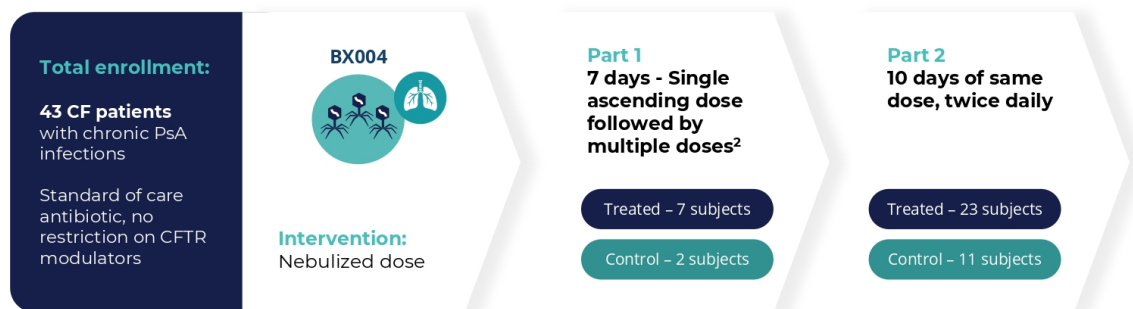 Total enrollment:
43 CF patients
with chronic PsA
infections
Standard of care
antibiotic, no
restriction on CFTR
modulators
BX004
Intervention:
Nebulized dose
Part 1
7 days - Single
ascending dose
followed by
multiple doses²
Treated – 7 subjects
Control – 2 subjects
Part 2
10 days of same
dose, twice daily
Treated – 23 subjects
Control – 11 subjects